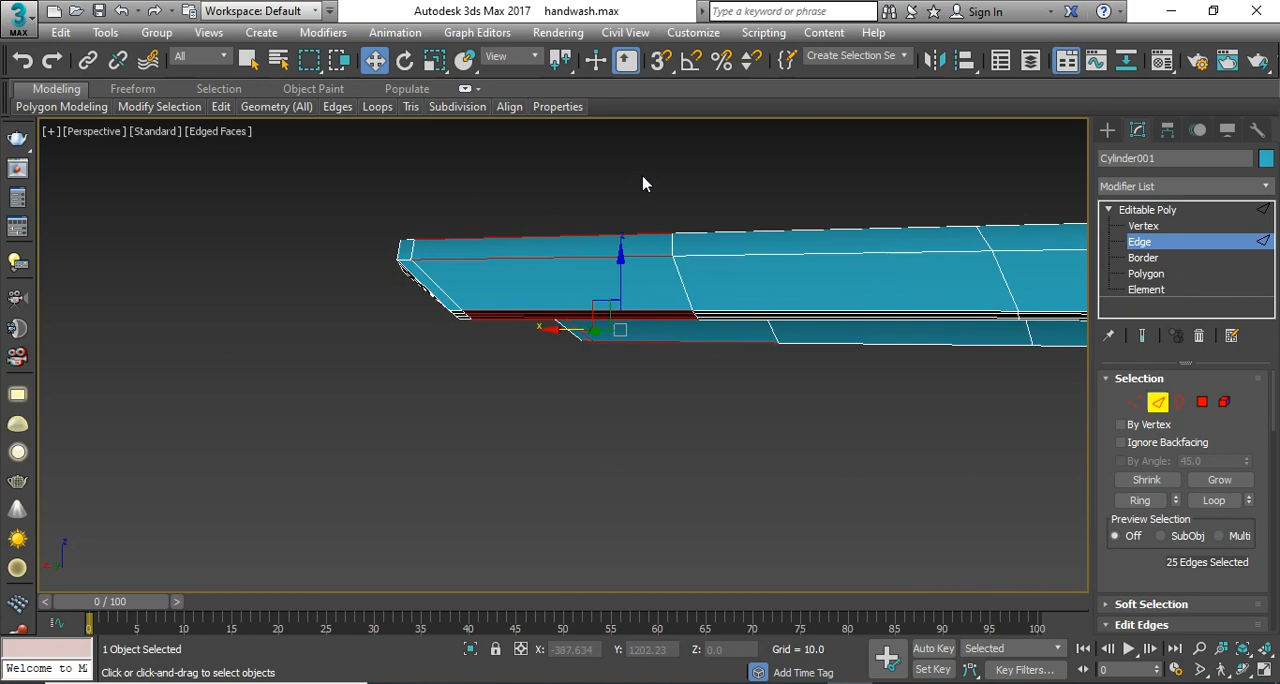 3 Workspace: Default Autodesk 3ds Max 2017 handwash.max Type a keyword or phrase Sign In
MAX Edit Tools Group Views Create Modifiers Animation Graph Editors Rendering Civil View Customize Scripting Content Help
All View Create Selection Se
Modeling Freeform Selection Object Paint Populate
Polygon Modeling Modify Selection Edit Geometry (All) Edges Loops Tris Subdivision Align Properties
[+] [Perspective] [Standard] [Edged Faces]
Cylinder001
Modifier List
Editable Poly
Vertex
Edge
Border
Polygon
Element
Selection
By Vertex
Ignore Backfacing
By Angle: 45.0
Shrink Grow
Ring Loop
Preview Selection
Off SubObj Multi
25 Edges Selected
Soft Selection
Edit Edges
z
x
z
0 / 100
0 5 10 15 20 25 30 35 40 45 50 55 60 65 70 75 80 85 90 95 100
1 Object Selected X: -387.634 Y: 1202.23 Z: 0.0 Grid = 10.0 Auto Key Selected
Welcome to M Click or click-and-drag to select objects Add Time Tag Set Key Key Filters... 0